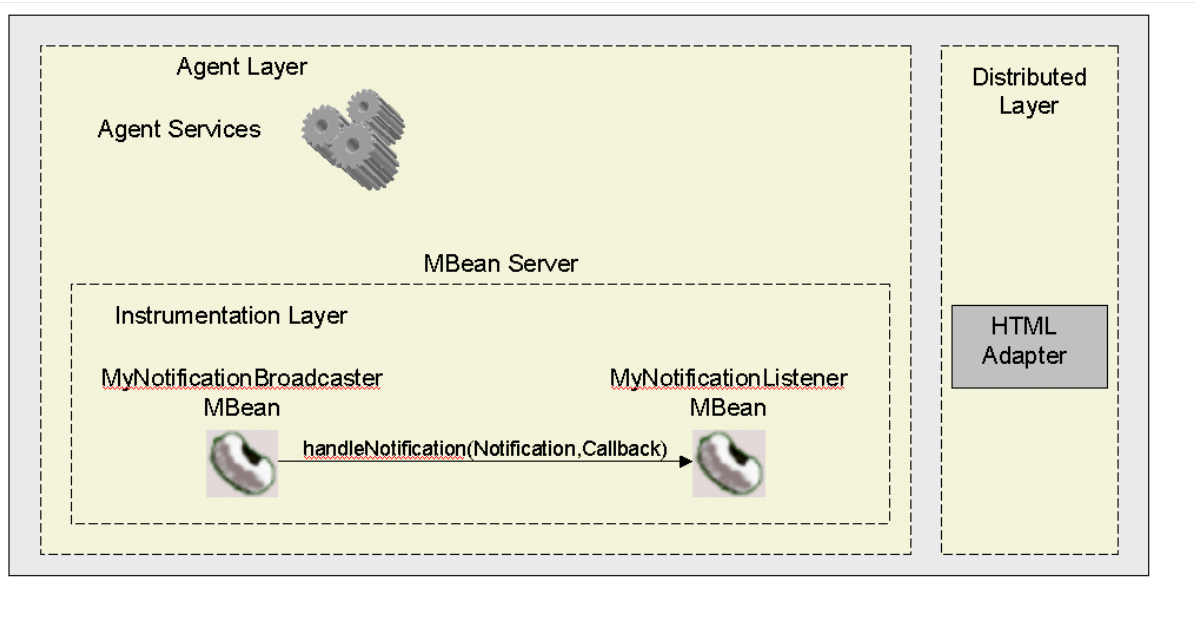 Agent Layer
Distributed
Layer
Agent Services
MBean Server
Instrumentation Layer
HTML
Adapter
MyNotificationBroadcaster
MBean
MyNotificationListener
MBean
handleNotification(Notification,Callback)